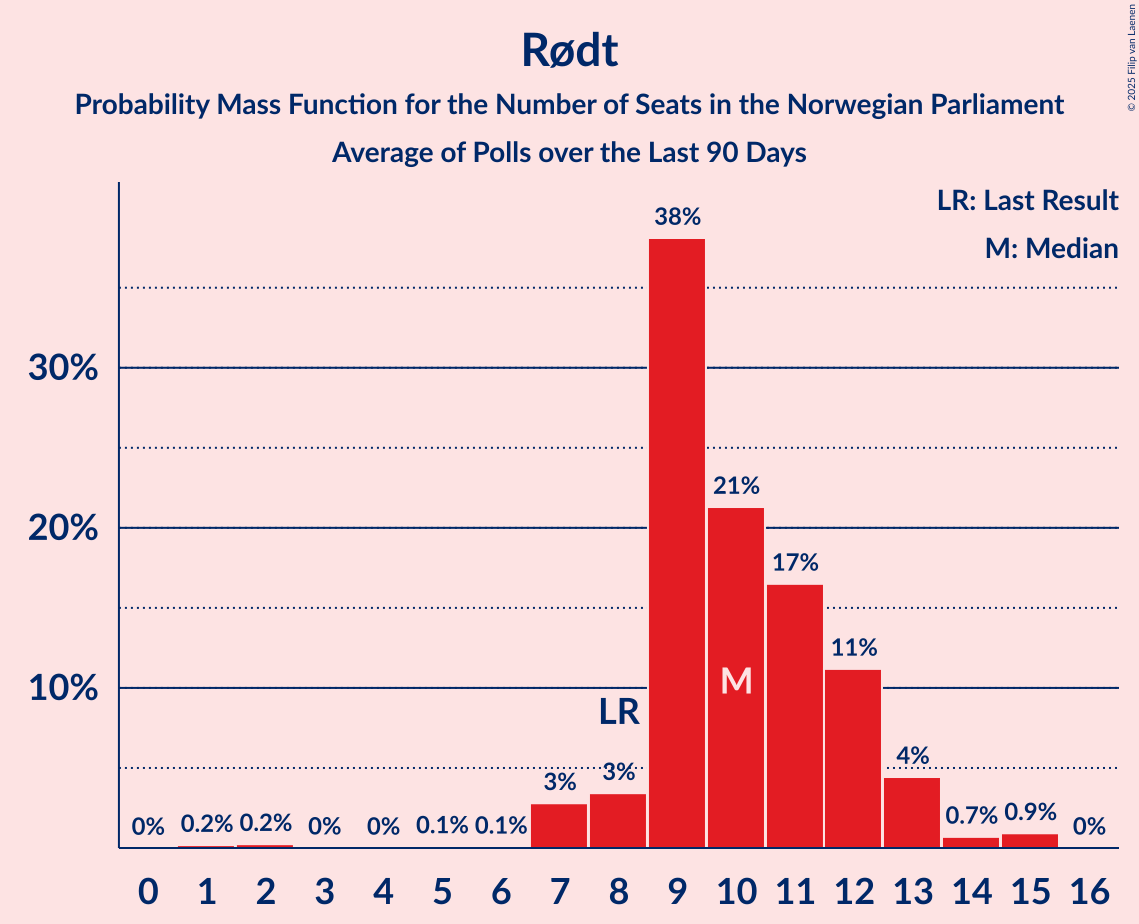 Rødt
Probability Mass Function for the Number of Seats in the Norwegian Parliament
Average of Polls over the Last 90 Days
© 2025 Filip van Laenen
LR: Last Result
M: Median
38%
30%
21%
20%
17%
11%
10%
M
LR
4%
3%
3%
0%
0.2%
0.2%
0%
0%
0.1%
0.1%
0.7%
0.9%
0%
0 1 2 3 4 5 6 7 8 9 10 11 12 13 14 15 16